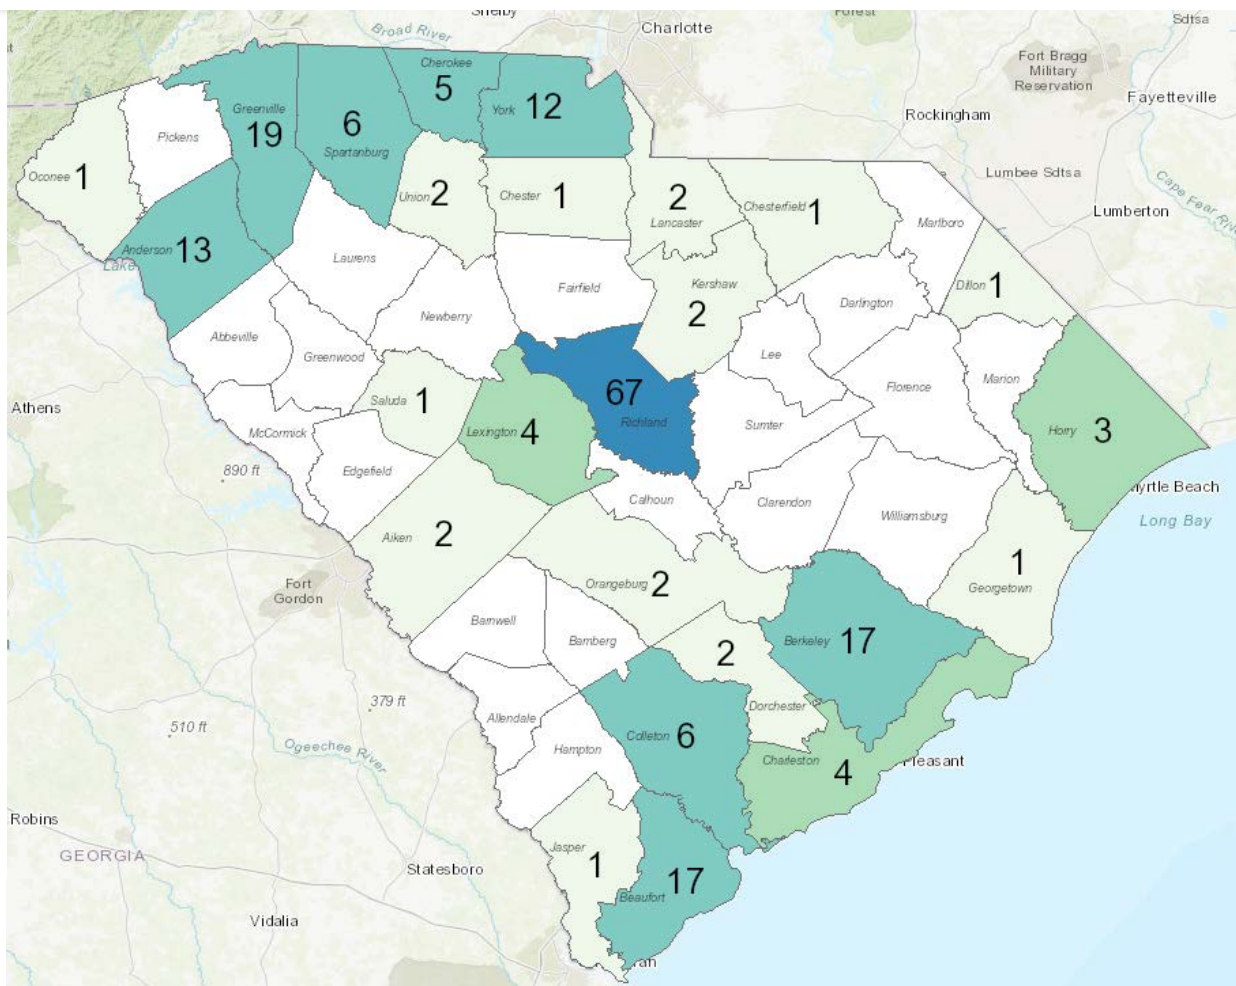 Shelby
Charlotte
Forest
Sdtsa
Broad River
Fort Bragg
Military
Reservation
Fayetteville
Rockingham
Lumbee Sdtsa
Cape Fear River
Lumberton
Cherokee
5
York 12
Greenville
19
6
Spartanburg
Pickens
Oconee 1
Union 2
Chester 1
2
Lancaster
Chesterfield 1
Marlboro
Anderson 13
Lake
Laurens
Fairfield
Kershaw
2
Dillon 1
Darlington
Abbeville
Newberry
Greenwood
Lee
Florence
Marion
Athens
Saluda 1
67
Richland
McCormick
Lexington 4
Sumter
Horry 3
890 ft
Edgefield
Calhoun
Clarendon
Williamsburg
Myrtle Beach
Long Bay
Aiken 2
Fort
Gordon
Orangeburg 2
1
Georgetown
Barnwell
Bamberg
2
Berkeley 17
379 ft
510 ft
Allendale
Dorchester
Ogeechee River
Hampton
Colleton 6
Charleston 4
Pleasant
Robins
GEORGIA
Jasper 1
Statesboro
17
Beaufort
Vidalia